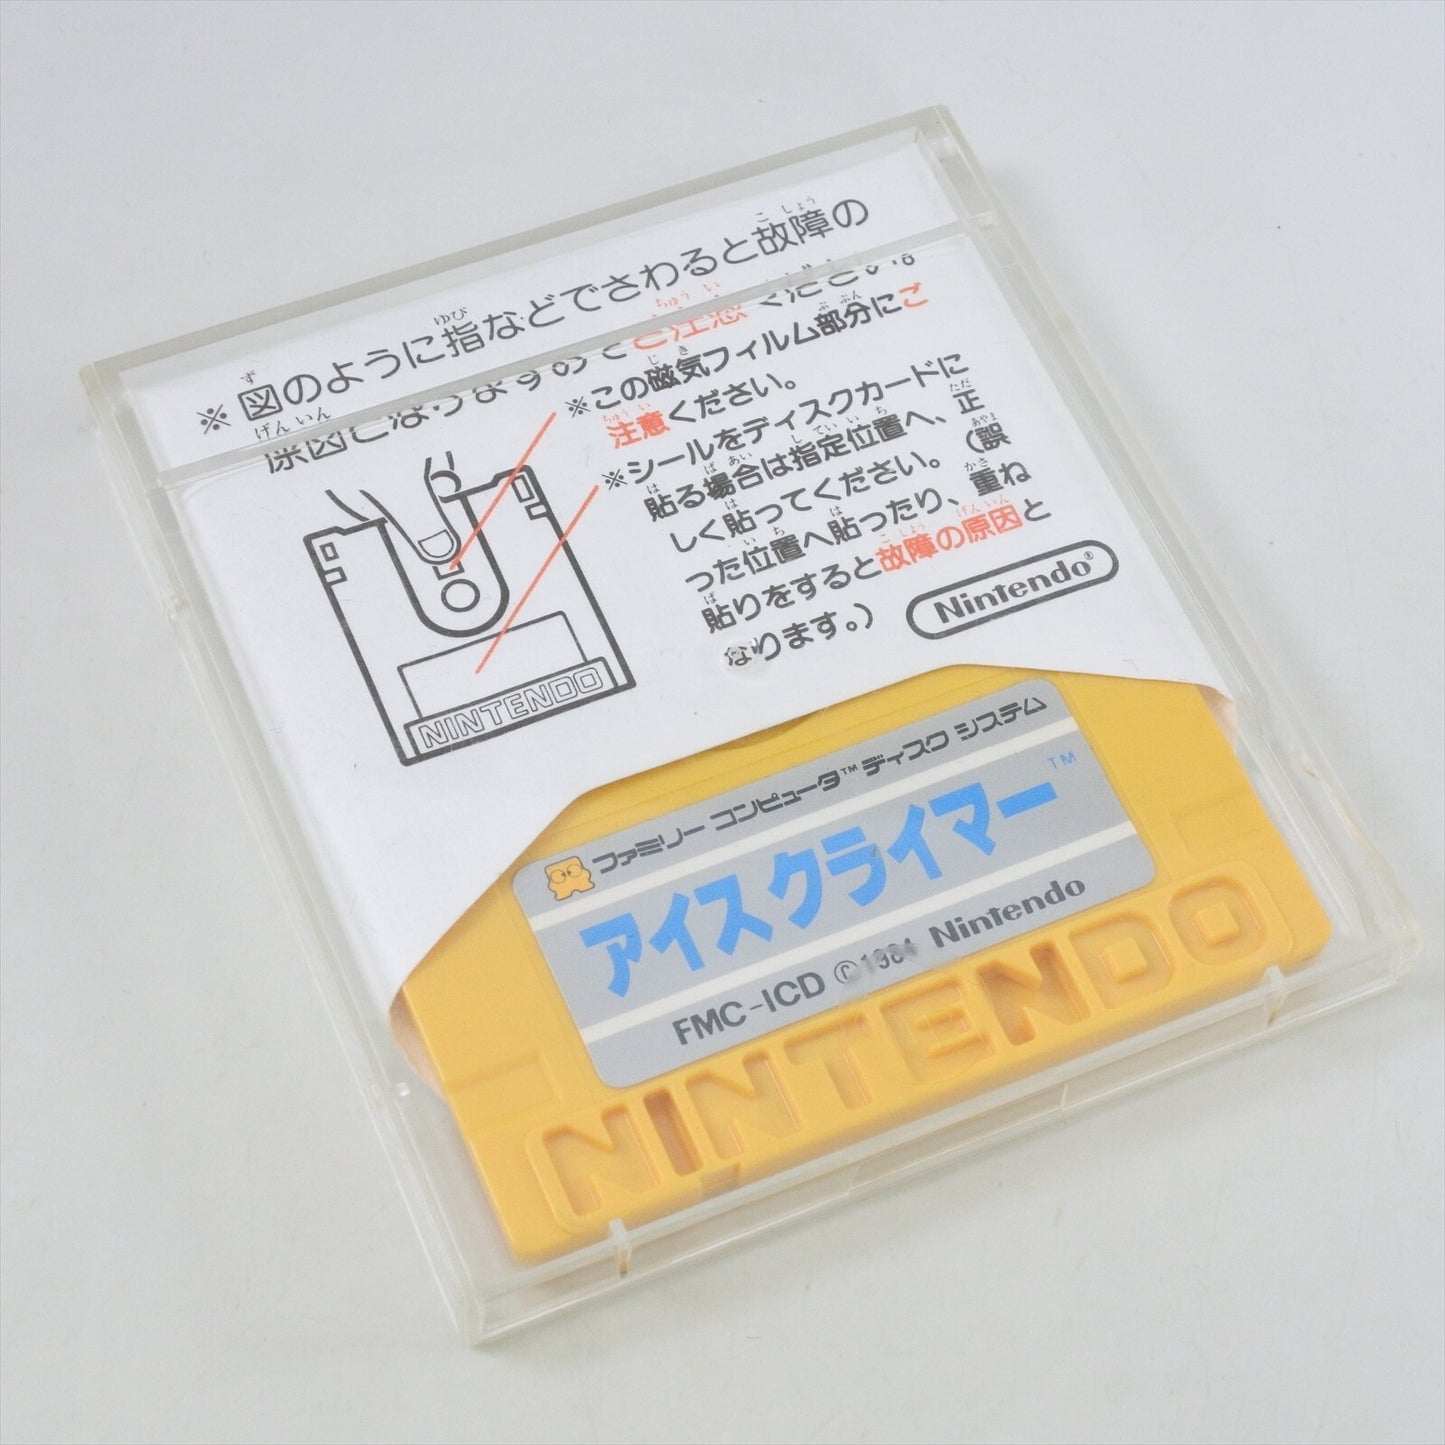 ※図のように指などでさわると故障の
原因となりますのでご注意ください。
※この磁気フィルム部分にご
注意ください。
※シールをディスクカードに
貼る場合は指定位置へ、正
しく貼ってください。（誤
った位置へ貼ったり、重ね
貼りをすると故障の原因と
なります。）
Nintendo®
NINTENDO
ファミリー コンピュータ™ ディスク システム
アイスクライマー™
FMC-ICD ©1984 Nintendo
NINTENDO